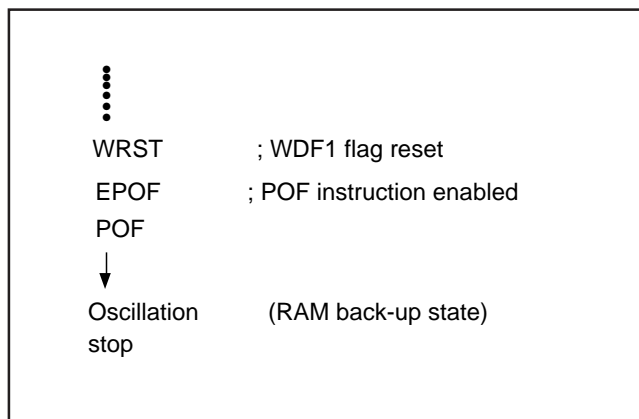 WRST ; WDF1 flag reset
EPOF ; POF instruction enabled
POF
Oscillation (RAM back-up state)
stop